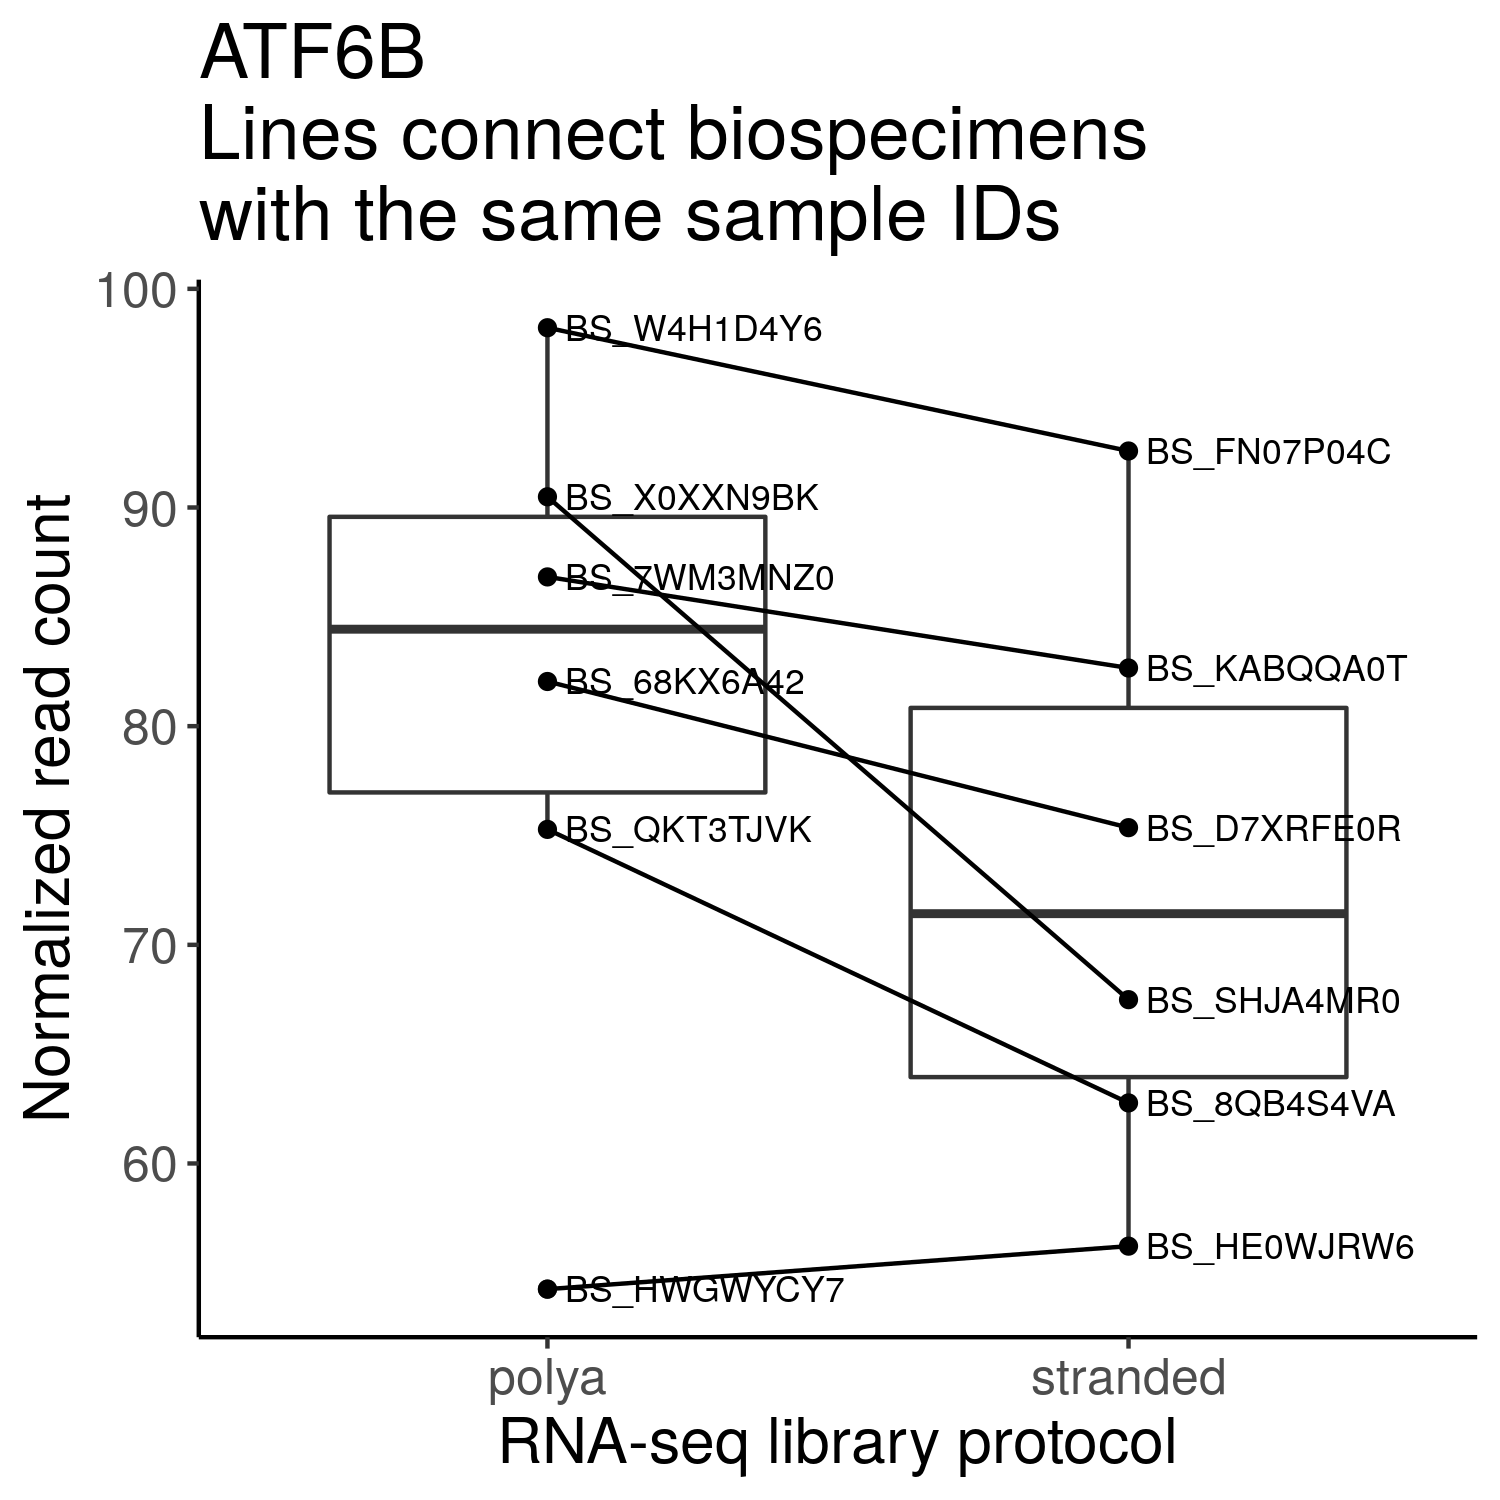 ATF6B
Lines connect biospecimens
with the same sample IDs
Normalized read count
100
90
80
70
60
BS_W4H1D4Y6
BS_FN07P04C
BS_X0XXN9BK
BS_7WM3MNZ0
BS_KABQQA0T
BS_68KX6A42
BS_D7XRFE0R
BS_QKT3TJVK
BS_SHJA4MR0
BS_8QB4S4VA
BS_HE0WJRW6
BS_HWGWYCY7
polya
stranded
RNA-seq library protocol